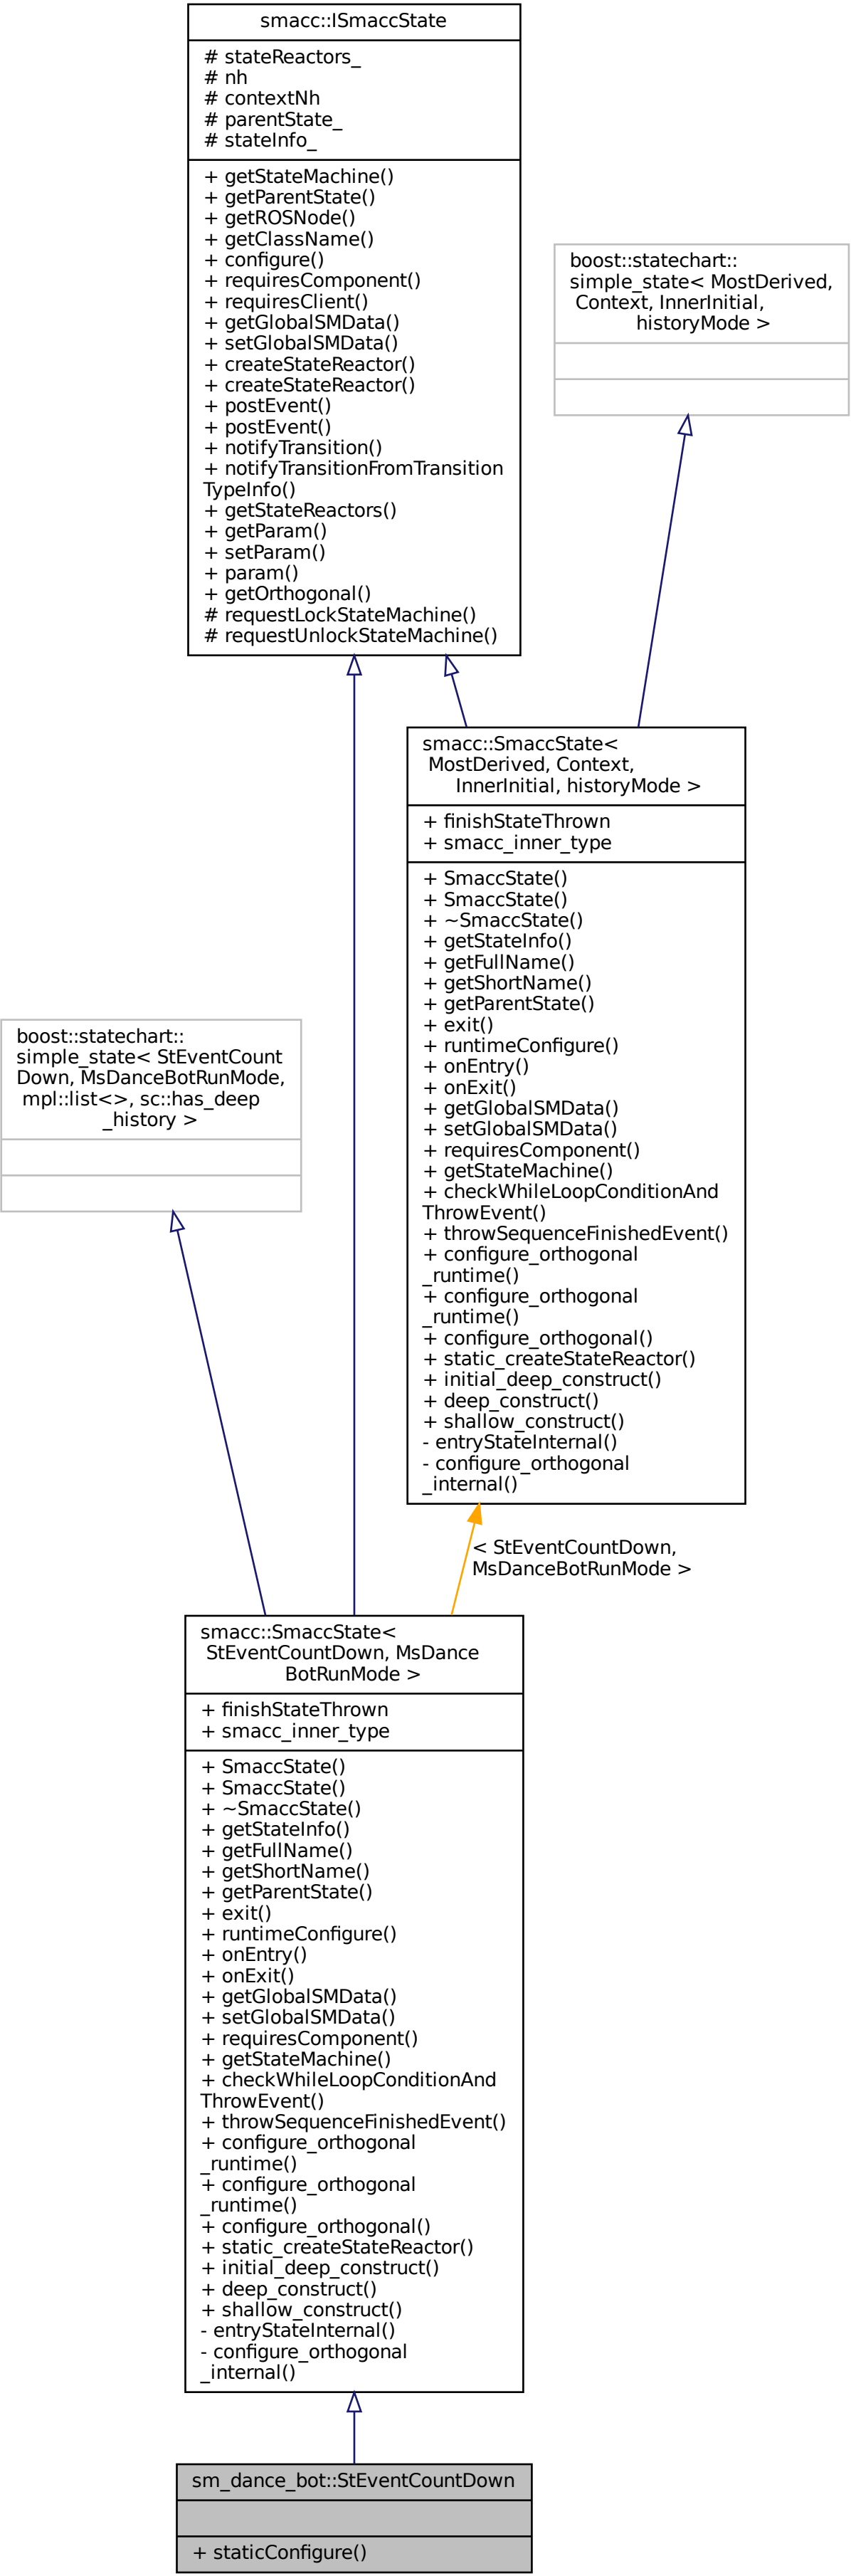 smacc::ISmaccState
# stateReactors_
# nh
# contextNh
# parentState_
# stateInfo_
+ getStateMachine()
+ getParentState()
+ getROSNode()
+ getClassName()
+ configure()
+ requiresComponent()
+ requiresClient()
+ getGlobalSMData()
+ setGlobalSMData()
+ createStateReactor()
+ createStateReactor()
+ postEvent()
+ postEvent()
+ notifyTransition()
+ notifyTransitionFromTransition
TypeInfo()
+ getStateReactors()
+ getParam()
+ setParam()
+ param()
+ getOrthogonal()
# requestLockStateMachine()
# requestUnlockStateMachine()
boost::statechart::
simple_state< MostDerived,
Context, InnerInitial,
historyMode >
smacc::SmaccState<
MostDerived, Context,
InnerInitial, historyMode >
+ finishStateThrown
+ smacc_inner_type
+ SmaccState()
+ SmaccState()
+ ~SmaccState()
+ getStateInfo()
+ getFullName()
+ getShortName()
+ getParentState()
+ exit()
+ runtimeConfigure()
+ onEntry()
+ onExit()
+ getGlobalSMData()
+ setGlobalSMData()
+ requiresComponent()
+ getStateMachine()
+ checkWhileLoopConditionAnd
ThrowEvent()
+ throwSequenceFinishedEvent()
+ configure_orthogonal
_runtime()
+ configure_orthogonal
_runtime()
+ configure_orthogonal()
+ static_createStateReactor()
+ initial_deep_construct()
+ deep_construct()
+ shallow_construct()
- entryStateInternal()
- configure_orthogonal
_internal()
boost::statechart::
simple_state< StEventCount
Down, MsDanceBotRunMode,
mpl::list<>, sc::has_deep
_history >
< StEventCountDown,
MsDanceBotRunMode >
smacc::SmaccState<
StEventCountDown, MsDance
BotRunMode >
+ finishStateThrown
+ smacc_inner_type
+ SmaccState()
+ SmaccState()
+ ~SmaccState()
+ getStateInfo()
+ getFullName()
+ getShortName()
+ getParentState()
+ exit()
+ runtimeConfigure()
+ onEntry()
+ onExit()
+ getGlobalSMData()
+ setGlobalSMData()
+ requiresComponent()
+ getStateMachine()
+ checkWhileLoopConditionAnd
ThrowEvent()
+ throwSequenceFinishedEvent()
+ configure_orthogonal
_runtime()
+ configure_orthogonal
_runtime()
+ configure_orthogonal()
+ static_createStateReactor()
+ initial_deep_construct()
+ deep_construct()
+ shallow_construct()
- entryStateInternal()
- configure_orthogonal
_internal()
sm_dance_bot::StEventCountDown
+ staticConfigure()